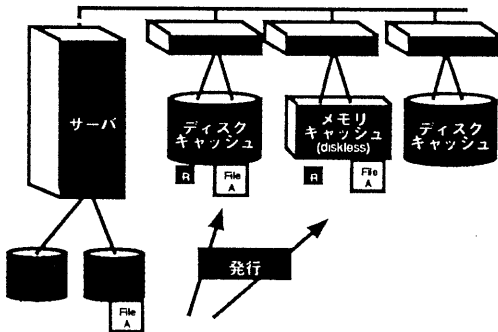 サーバ
ディスク
キャッシュ
メモリ
キャッシュ
(diskless)
ディスク
キャッシュ
R
File
A
R
File
A
発行
File
A